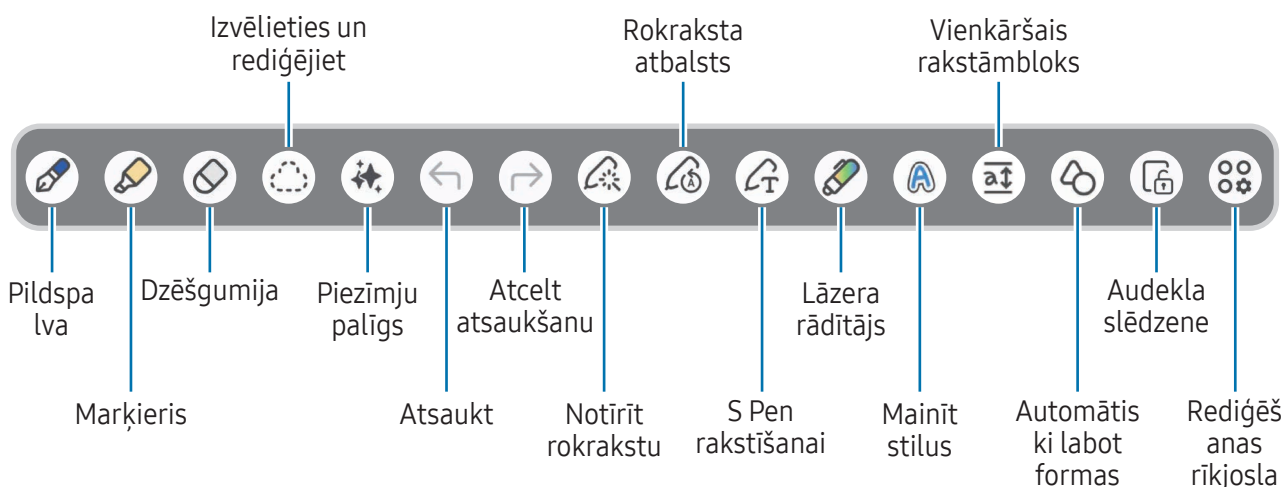 Izvēlieties un
rediģējiet
Rokraksta
atbalsts
Vienkāršais
rakstāmbloks
Pildspa
lva
Dzēšgumija
Piezīmju
palīgs
Atcelt
atsaukšanu
Lāzera
rādītājs
Audekla
slēdzene
Marķieris
Atsaukt
Notīrīt
rokrakstu
S Pen
rakstīšanai
Mainīt
stilus
Automātis
ki labot
formas
Rediģēš
anas
rīkjosla